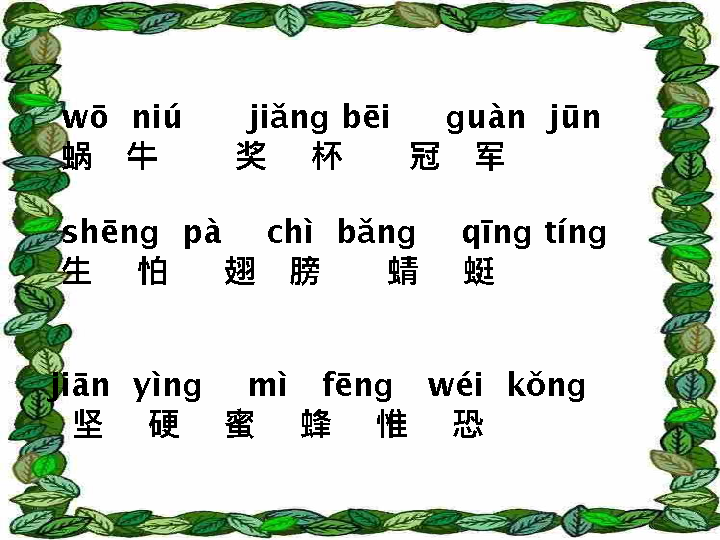 wō niú jiǎng bēi guàn jūn
蜗 牛 奖 杯 冠 军
shēng pà chì bǎng qīng tíng
生 怕 翅 膀 蜻 蜓
jiān yìng mì fēng wéi kǒng
坚 硬 蜜 蜂 惟 恐